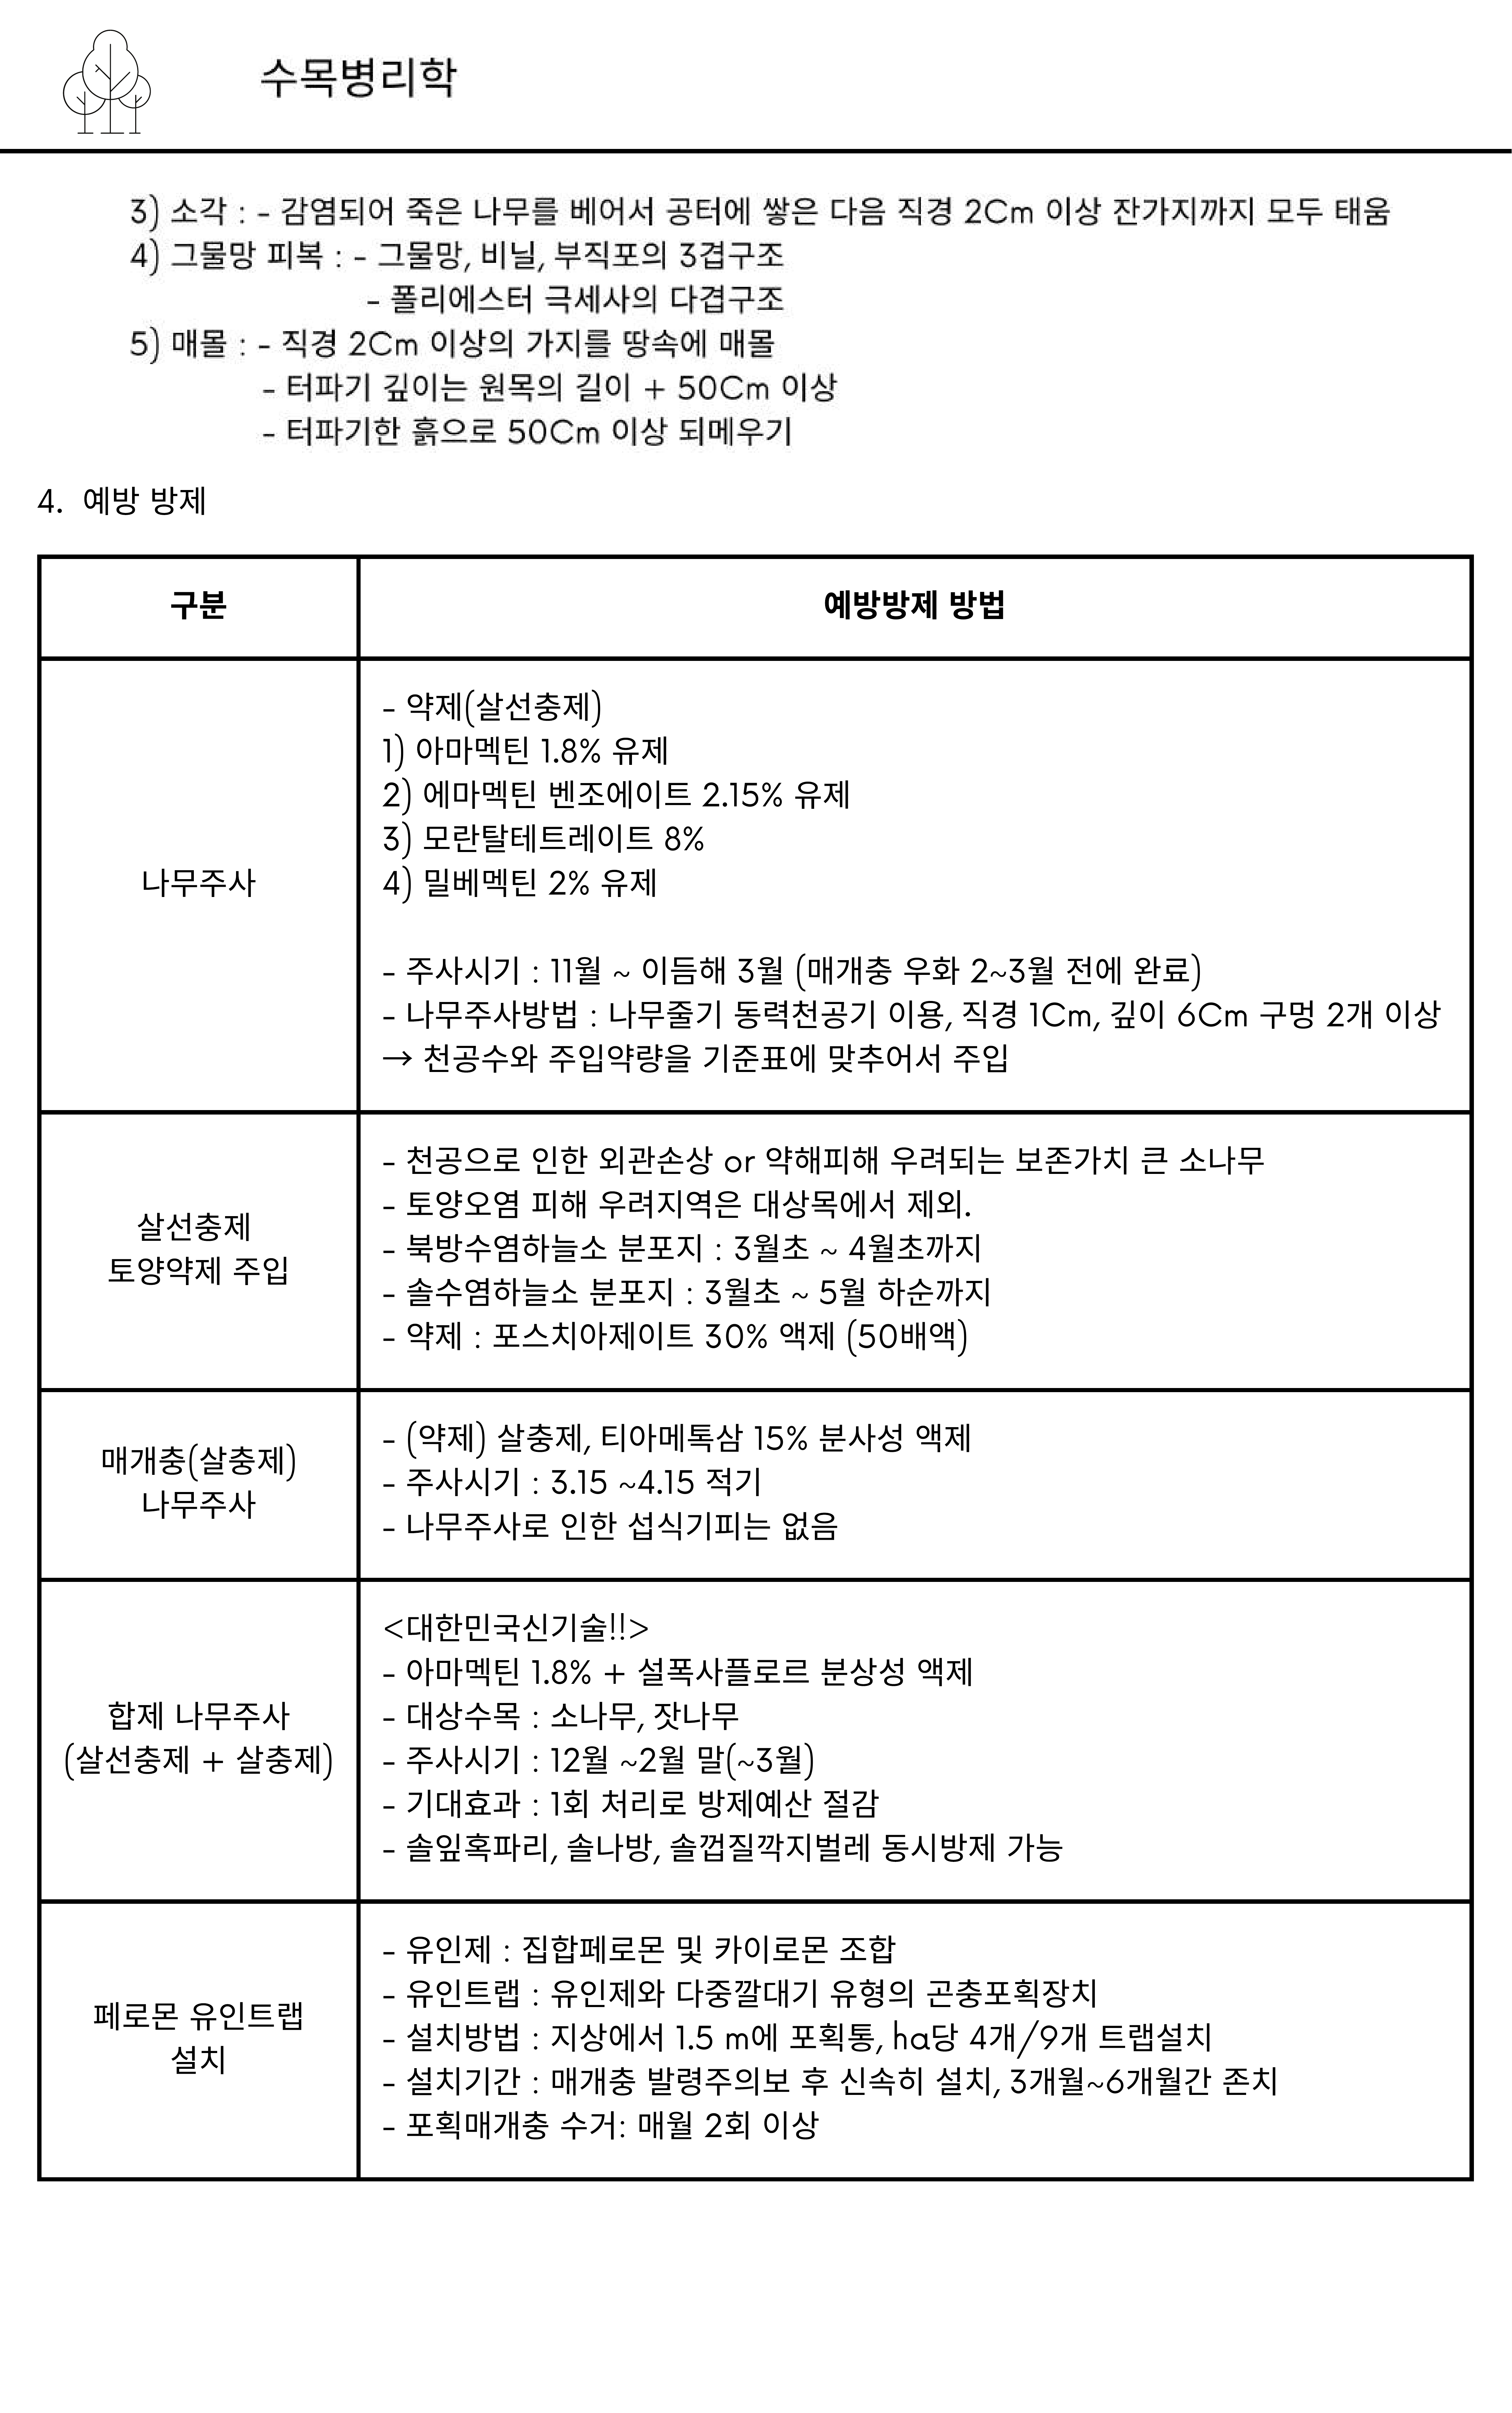 수목병리학
3) 소각 : - 감염되어 죽은 나무를 베어서 공터에 쌓은 다음 직경 2Cm 이상 잔가지까지 모두 태움
4) 그물망 피복 : - 그물망, 비닐, 부직포의 3겹구조
- 폴리에스터 극세사의 다겹구조
5) 매몰 : - 직경 2Cm 이상의 가지를 땅속에 매몰
- 터파기 깊이는 원목의 길이 + 50Cm 이상
- 터파기한 흙으로 50Cm 이상 되메우기
4. 예방 방제
구분
예방방제 방법
나무주사
- 약제(살선충제)
1) 아마멕틴 1.8% 유제
2) 에마멕틴 벤조에이트 2.15% 유제
3) 모란탈테트레이트 8%
4) 밀베멕틴 2% 유제
- 주사시기 : 11월 ~ 이듬해 3월 (매개충 우화 2~3월 전에 완료)
- 나무주사방법 : 나무줄기 동력천공기 이용, 직경 1Cm, 깊이 6Cm 구멍 2개 이상
→ 천공수와 주입약량을 기준표에 맞추어서 주입
살선충제
토양약제 주입
- 천공으로 인한 외관손상 or 약해피해 우려되는 보존가치 큰 소나무
- 토양오염 피해 우려지역은 대상목에서 제외.
- 북방수염하늘소 분포지 : 3월초 ~ 4월초까지
- 솔수염하늘소 분포지 : 3월초 ~ 5월 하순까지
- 약제 : 포스치아제이트 30% 액제 (50배액)
매개충(살충제)
나무주사
- (약제) 살충제, 티아메톡삼 15% 분사성 액제
- 주사시기 : 3.15 ~4.15 적기
- 나무주사로 인한 섭식기피는 없음
합제 나무주사
(살선충제 + 살충제)
<대한민국신기술!!>
- 아마멕틴 1.8% + 설폭사플로르 분상성 액제
- 대상수목 : 소나무, 잣나무
- 주사시기 : 12월 ~2월 말(~3월)
- 기대효과 : 1회 처리로 방제예산 절감
- 솔잎혹파리, 솔나방, 솔껍질깍지벌레 동시방제 가능
페로몬 유인트랩
설치
- 유인제 : 집합페로몬 및 카이로몬 조합
- 유인트랩 : 유인제와 다중깔대기 유형의 곤충포획장치
- 설치방법 : 지상에서 1.5 m에 포획통, ha당 4개/9개 트랩설치
- 설치기간 : 매개충 발령주의보 후 신속히 설치, 3개월~6개월간 존치
- 포획매개충 수거: 매월 2회 이상